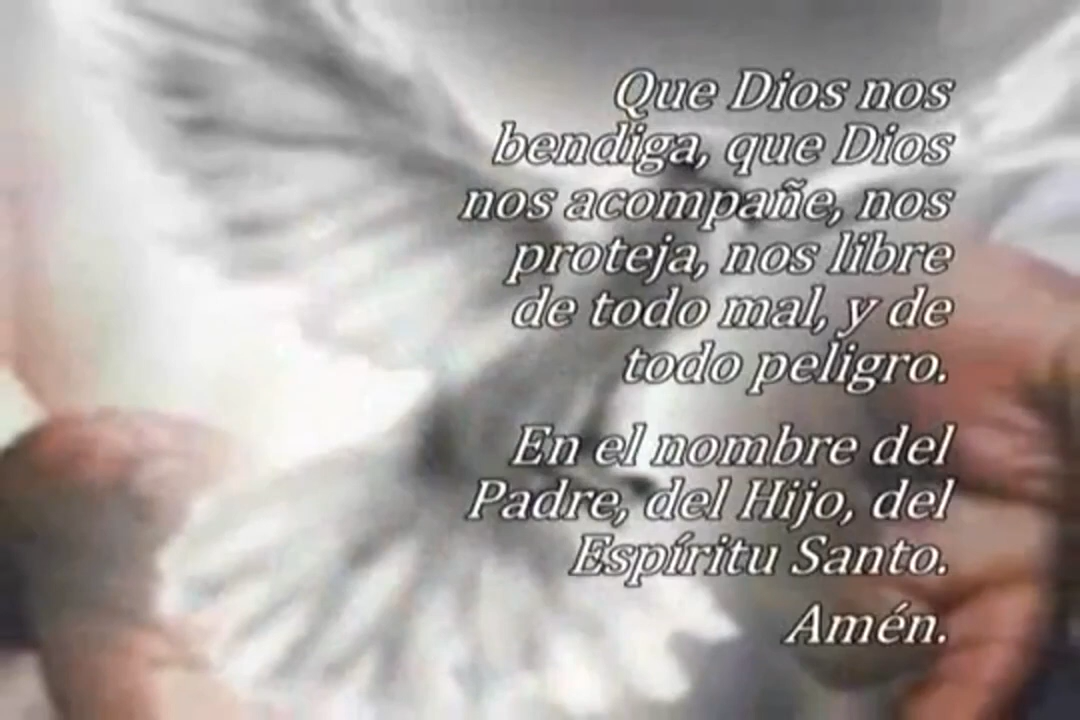 Que Dios nos
bendiga, que Dios
nos acompañe, nos
proteja, nos libre
de todo mal, y de
todo peligro.
En el nombre del
Padre, del Hijo, del
Espíritu Santo.
Amén.